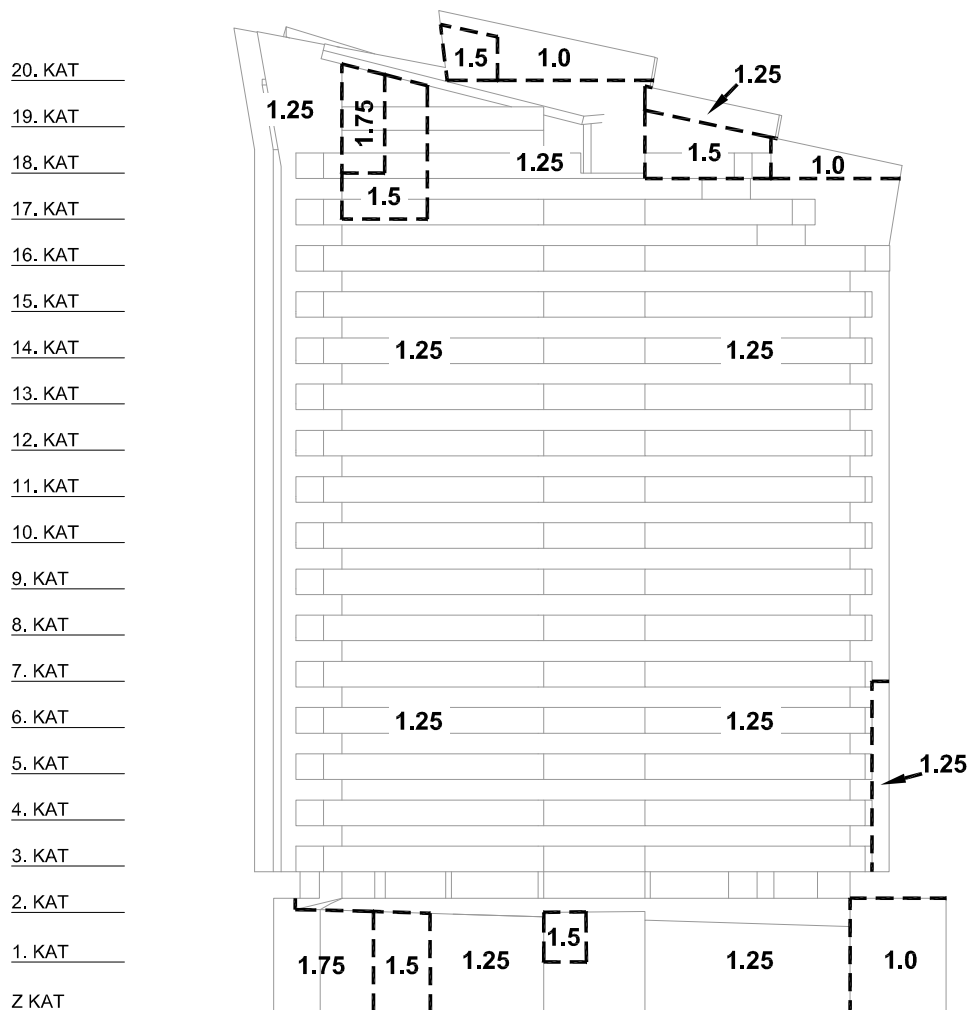 20. KAT
19. KAT
18. KAT
17. KAT
16. KAT
15. KAT
14. KAT
13. KAT
12. KAT
11. KAT
10. KAT
9. KAT
8. KAT
7. KAT
6. KAT
5. KAT
4. KAT
3. KAT
2. KAT
1. KAT
Z KAT
1.5
1.0
1.25
1.25
1.75
1.25
1.5
1.0
1.5
1.25
1.25
1.25
1.25
1.25
1.5
1.75
1.5
1.25
1.25
1.0